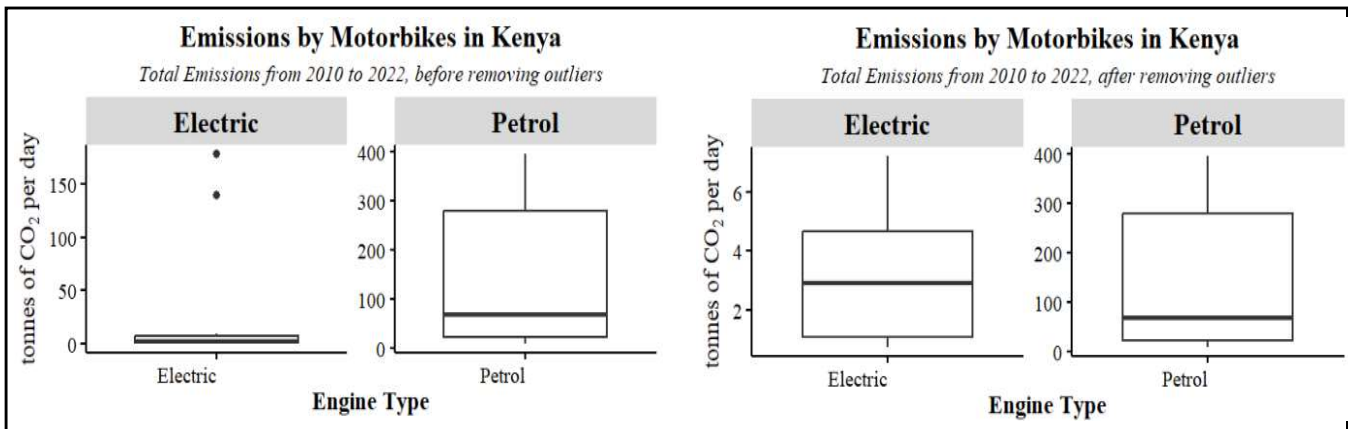 Emissions by Motorbikes in Kenya
Total Emissions from 2010 to 2022, before removing outliers
Electric
Petrol
tonnes of CO₂ per day
150
100
50
0
400
300
200
100
0
Electric
Petrol
Engine Type
Emissions by Motorbikes in Kenya
Total Emissions from 2010 to 2022, after removing outliers
Electric
Petrol
tonnes of CO₂ per day
6
4
2
400
300
200
100
0
Electric
Petrol
Engine Type